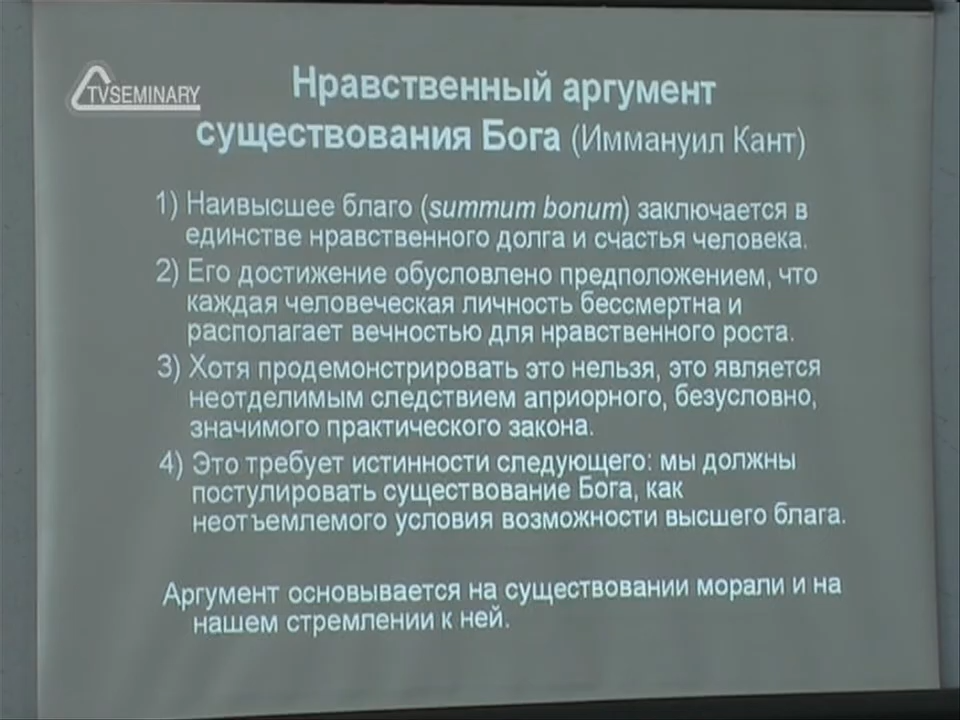 TVSEMINARY
Нравственный аргумент
существования Бога (Иммануил Кант)
1) Наивысшее благо (summum bonum) заключается в
единстве нравственного долга и счастья человека.
2) Его достижение обусловлено предположением, что
каждая человеческая личность бессмертна и
располагает вечностью для нравственного роста.
3) Хотя продемонстрировать это нельзя, это является
неотделимым следствием априорного, безусловно,
значимого практического закона.
4) Это требует истинности следующего: мы должны
постулировать существование Бога, как
неотъемлемого условия возможности высшего блага.
Аргумент основывается на существовании морали и на
нашем стремлении к ней.